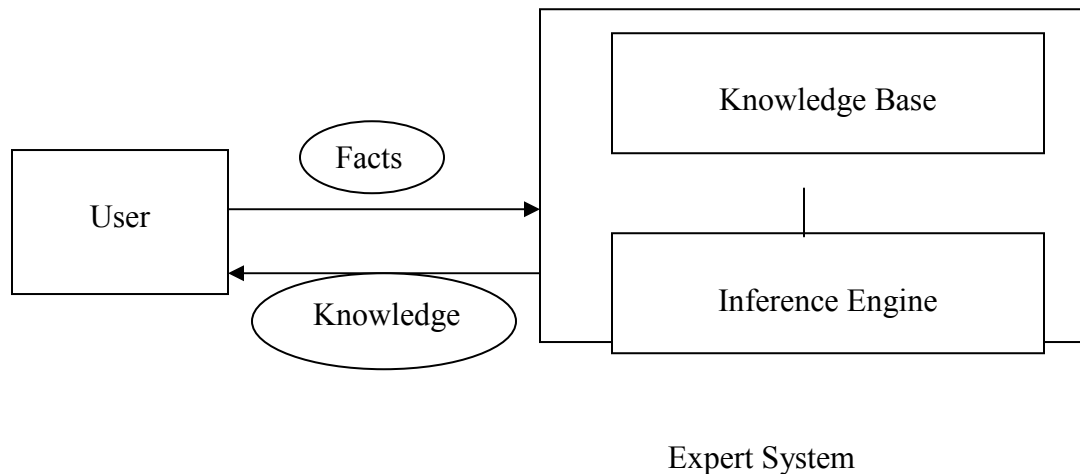 Knowledge Base
Facts
User
Inference Engine
Knowledge
Expert System